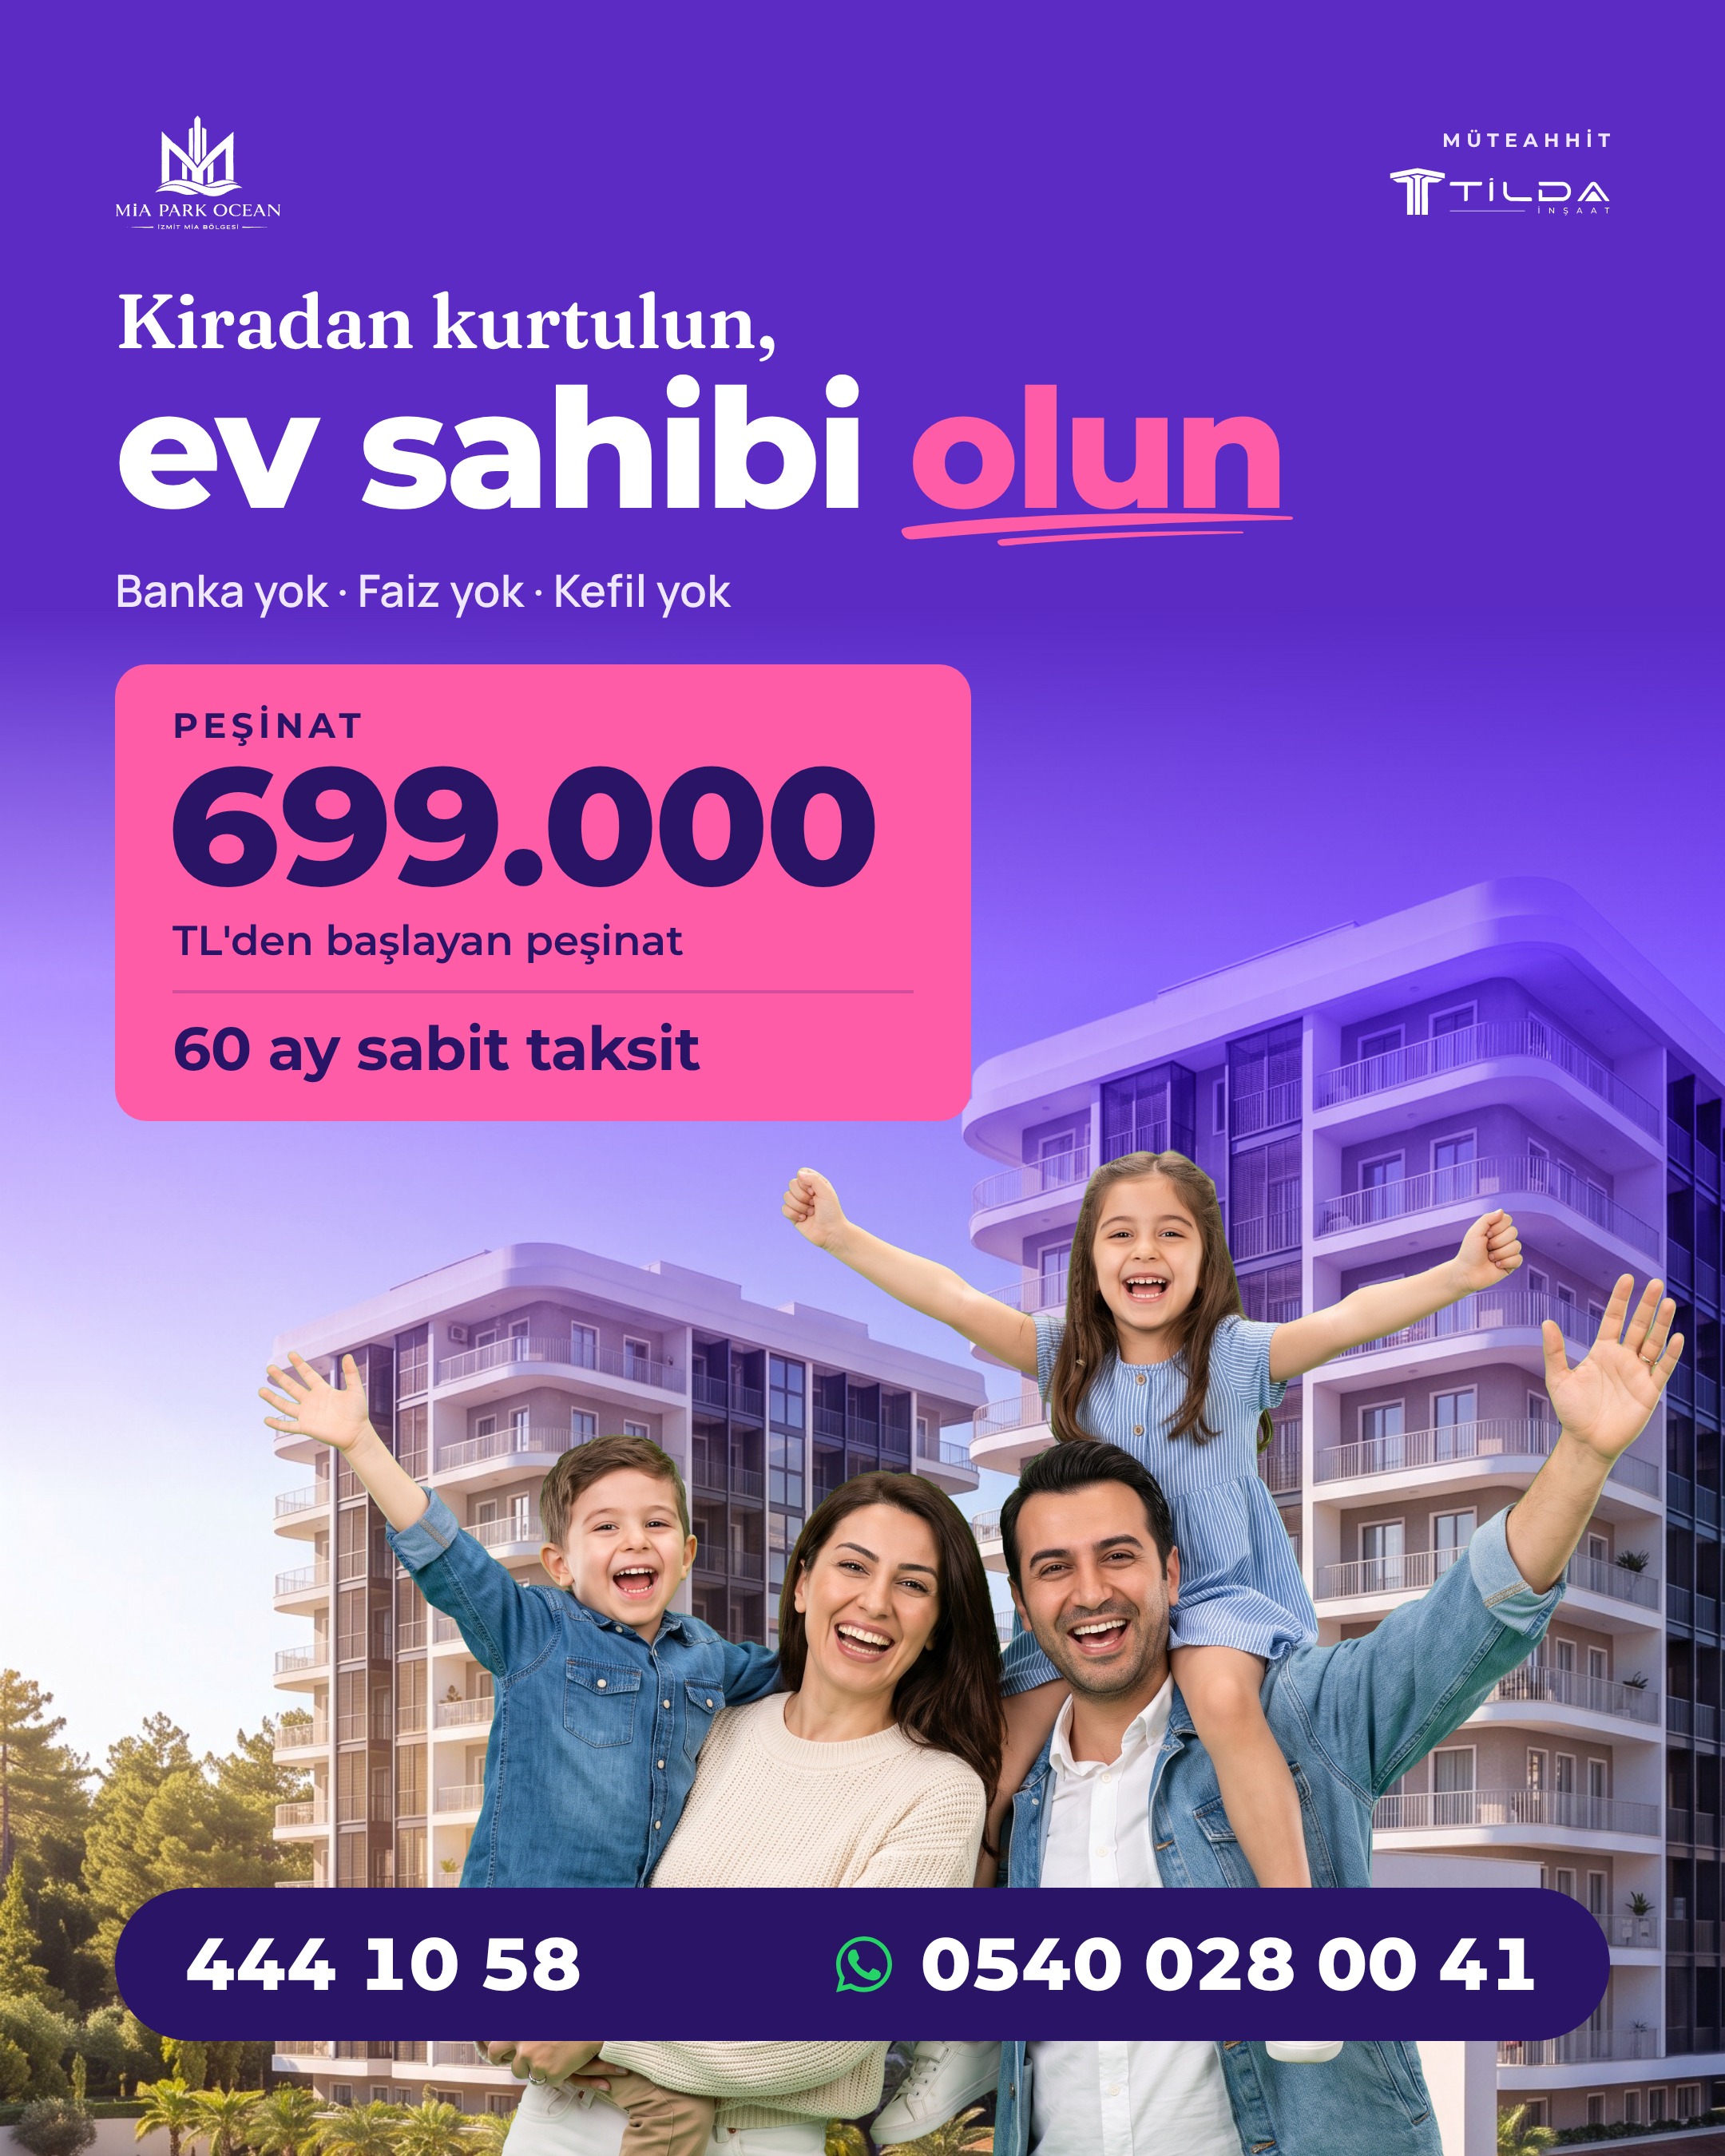 MiA PARK OCEAN
İZMİT MİA BÖLGESİ
MÜTEAHHİT
TİLDA
İNŞAAT
Kiradan kurtulun,
ev sahibi olun
Banka yok · Faiz yok · Kefil yok
PEŞİNAT
699.000
TL'den başlayan peşinat
60 ay sabit taksit
444 10 58
0540 028 00 41